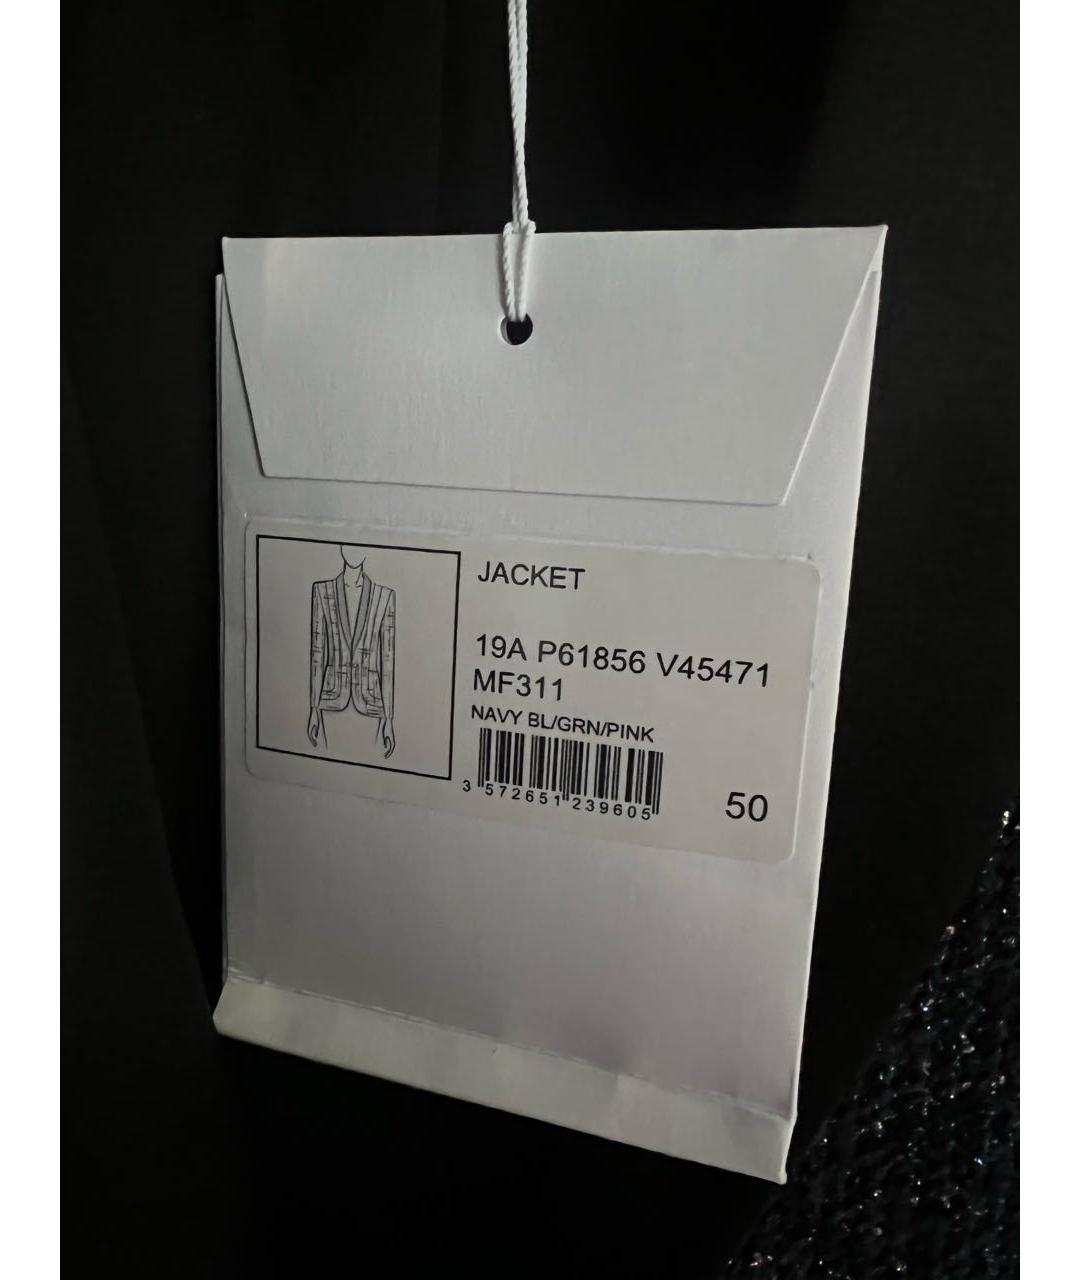 JACKET
19A P61856 V45471
MF311
NAVY BL/GRN/PINK
3 572651 239605
50